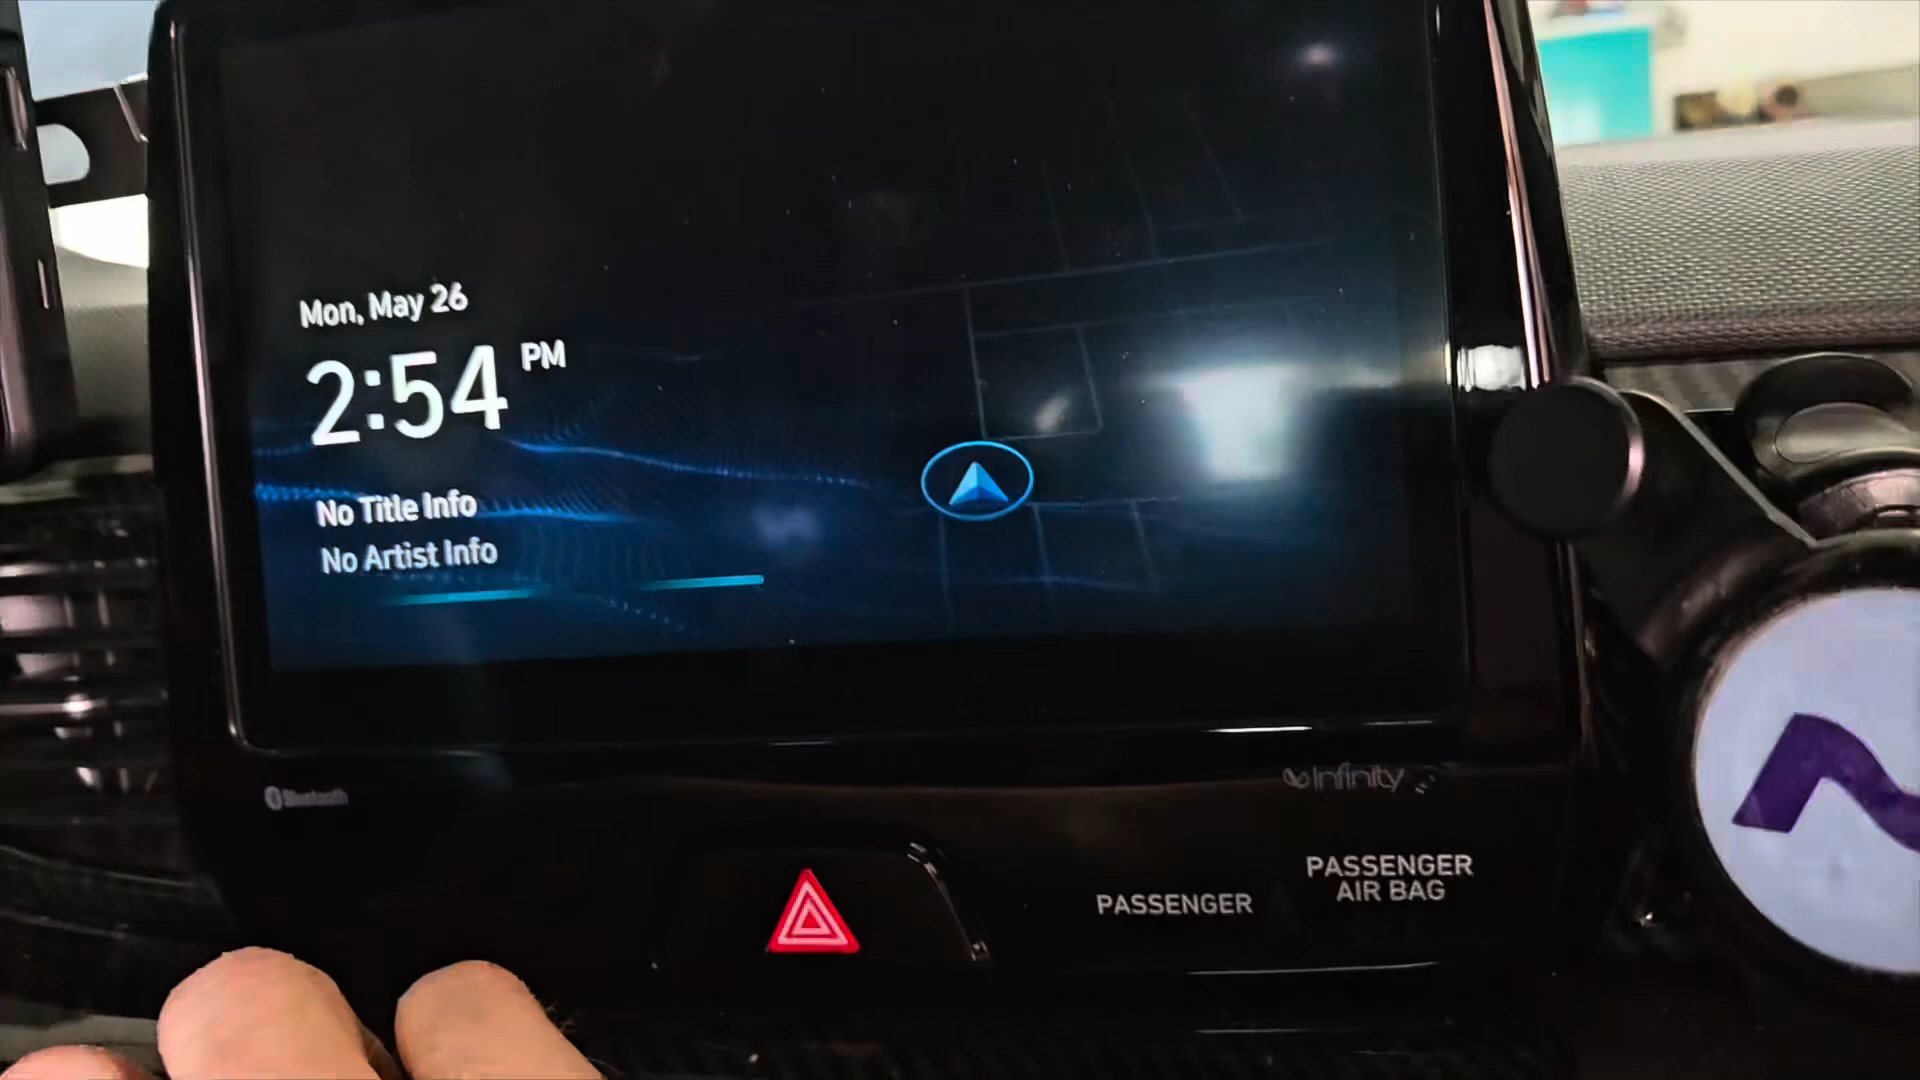 Mon, May 26
2:54 PM
No Title Info
No Artist Info
Bluetooth
Infinity
PASSENGER
PASSENGER
AIR BAG